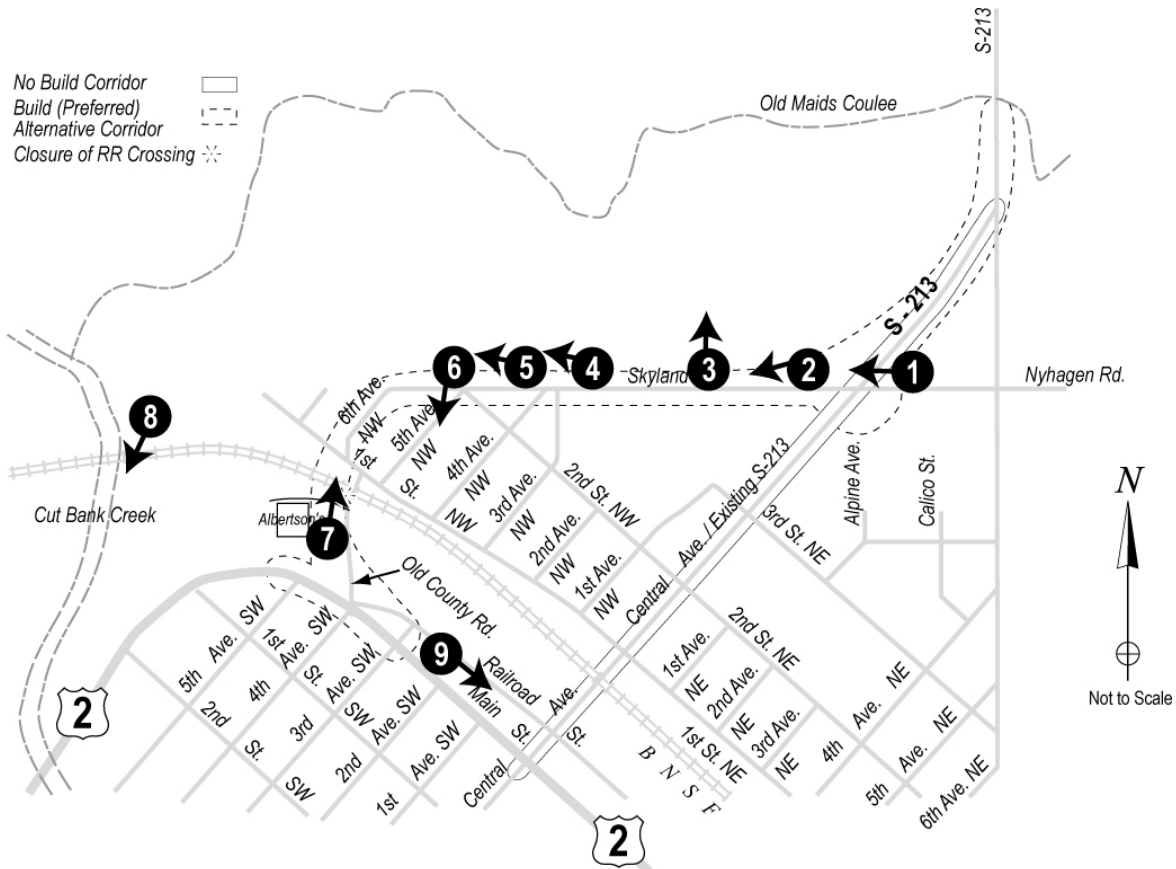 S-213
No Build Corridor
Build (Preferred)
Alternative Corridor
Closure of RR Crossing
Old Maids Coulee
S - 213
6
5
4
3
2
1
Skyland
Nyhagen Rd.
8
6th Ave.
NW
5th Ave.
NW
4th Ave.
NW
3rd Ave.
NW
2nd Ave.
NW
1st Ave.
NW
1st
St.
NW
2nd St. NW
Central Ave. / Existing S-213
3rd St. NE
Alpine Ave.
Calico St.
N
Not to Scale
Cut Bank Creek
Albertson's
7
Old County Rd.
9
Railroad
St.
Main
St.
Central Ave.
5th Ave. SW
4th Ave. SW
3rd Ave. SW
2nd Ave. SW
1st Ave. SW
1st
St.
SW
2nd
St.
SW
2nd St. NE
1st Ave.
NE
2nd Ave.
NE
3rd Ave.
NE
1st St. NE
4th Ave. NE
5th Ave. NE
6th Ave. NE
BNSF
2
2